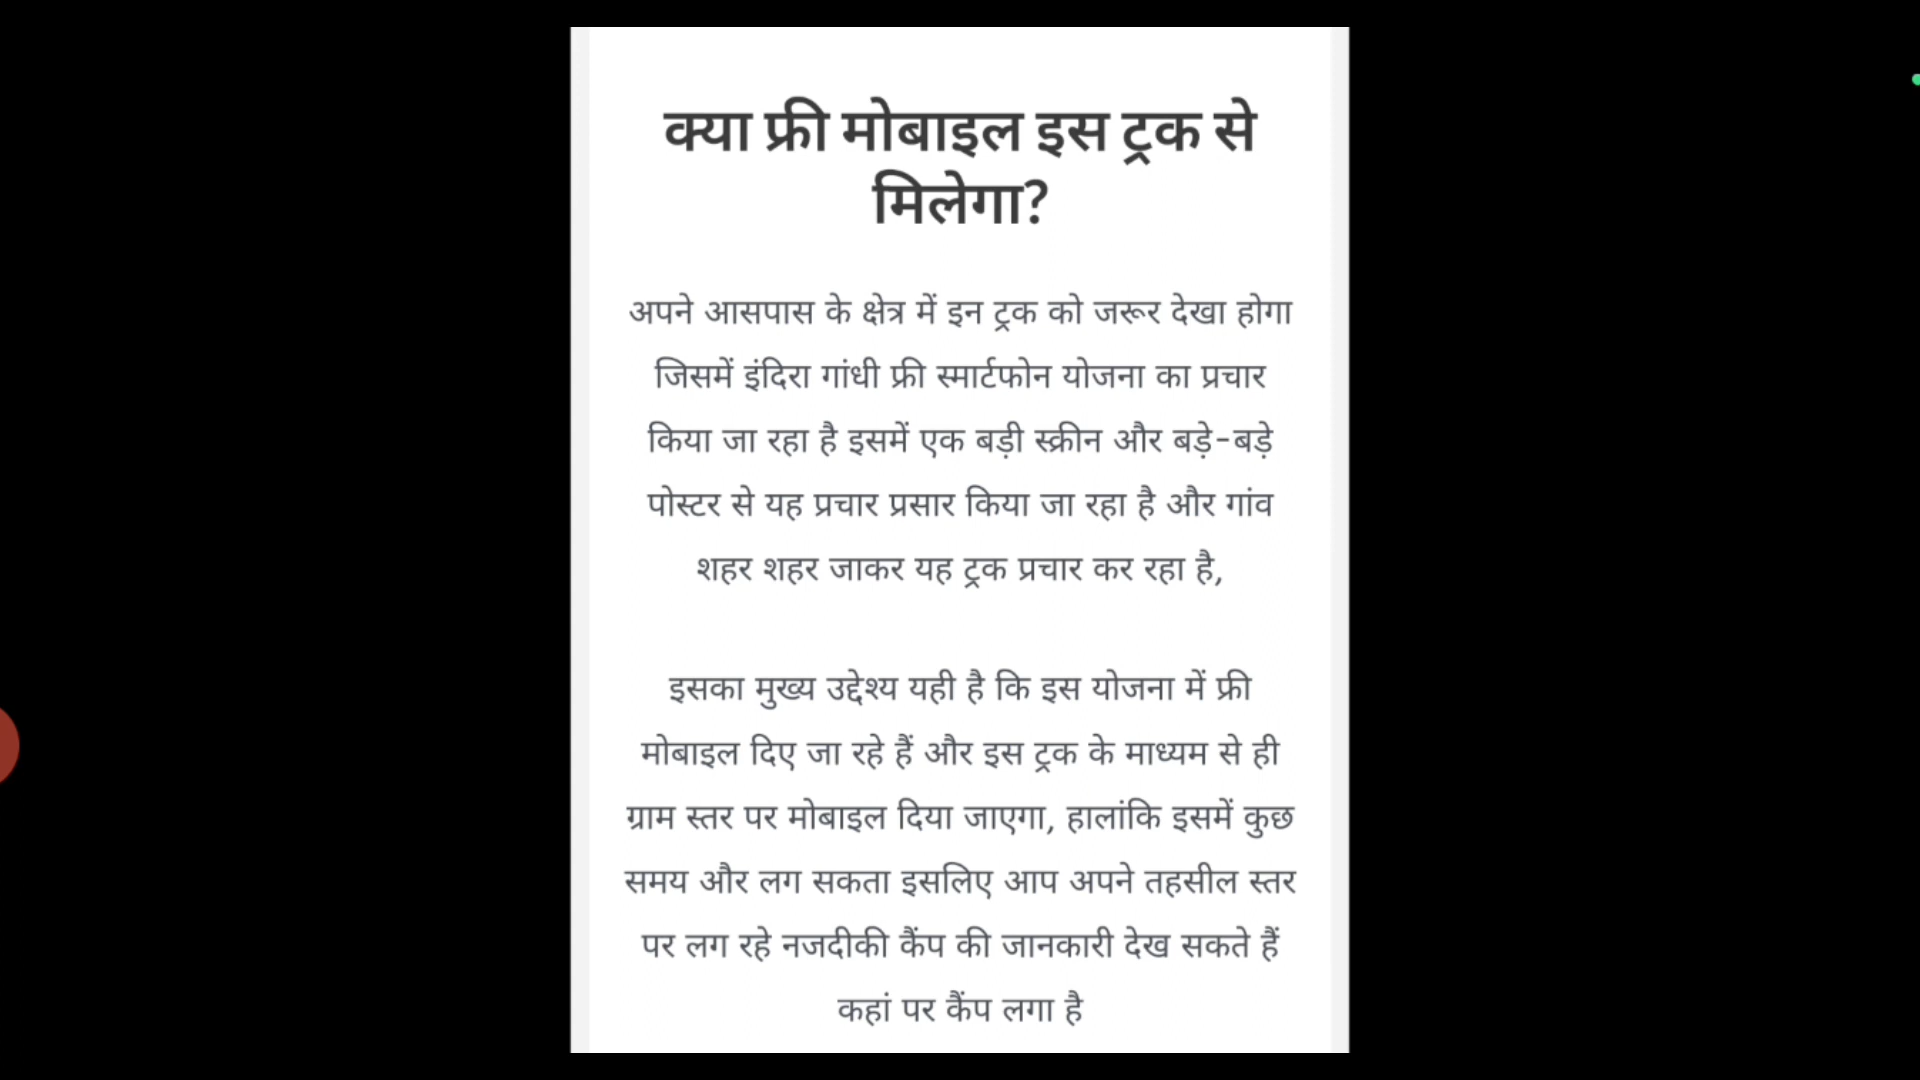 क्या फ्री मोबाइल इस ट्रक से
मिलेगा?
अपने आसपास के क्षेत्र में इन ट्रक को जरूर देखा होगा
जिसमें इंदिरा गांधी फ्री स्मार्टफोन योजना का प्रचार
किया जा रहा है इसमें एक बड़ी स्क्रीन और बड़े-बड़े
पोस्टर से यह प्रचार प्रसार किया जा रहा है और गांव
शहर शहर जाकर यह ट्रक प्रचार कर रहा है,
इसका मुख्य उद्देश्य यही है कि इस योजना में फ्री
मोबाइल दिए जा रहे हैं और इस ट्रक के माध्यम से ही
ग्राम स्तर पर मोबाइल दिया जाएगा, हालांकि इसमें कुछ
समय और लग सकता इसलिए आप अपने तहसील स्तर
पर लग रहे नजदीकी कैंप की जानकारी देख सकते हैं
कहां पर कैंप लगा है